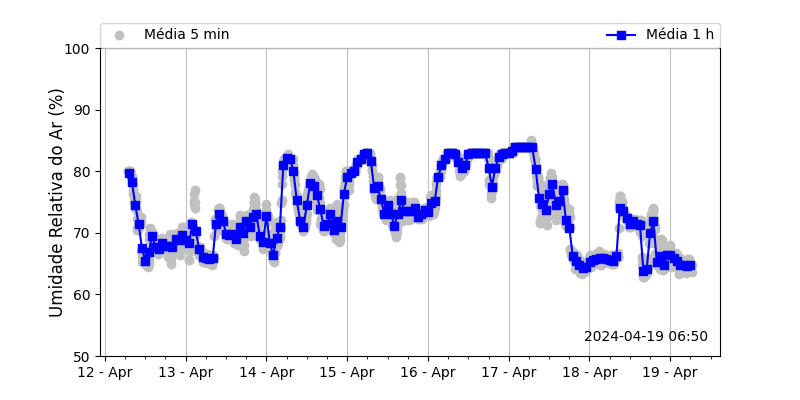 Média 5 min
Média 1 h
Umidade Relativa do Ar (%)
100
90
80
70
60
50
2024-04-19 06:50
12 - Apr
13 - Apr
14 - Apr
15 - Apr
16 - Apr
17 - Apr
18 - Apr
19 - Apr